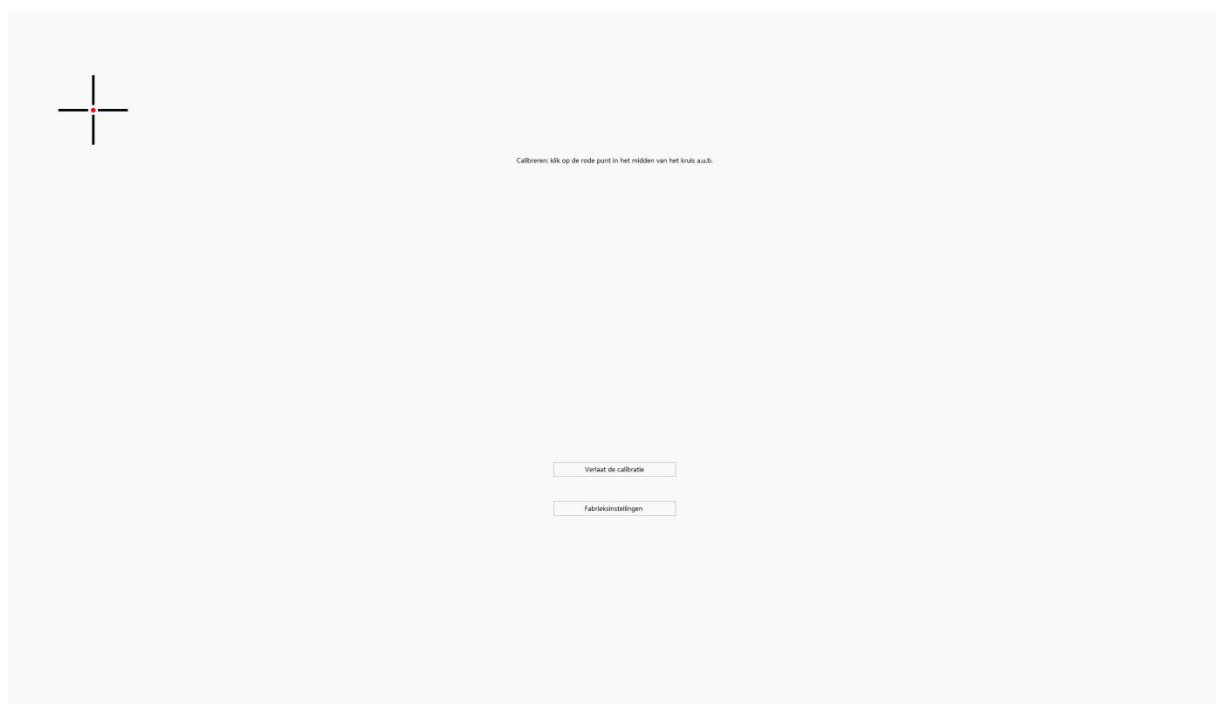 Calibreren: klik op de rode punt in het midden van het kruis a.u.b.
Verlaat de calibratie
Fabrieksinstellingen